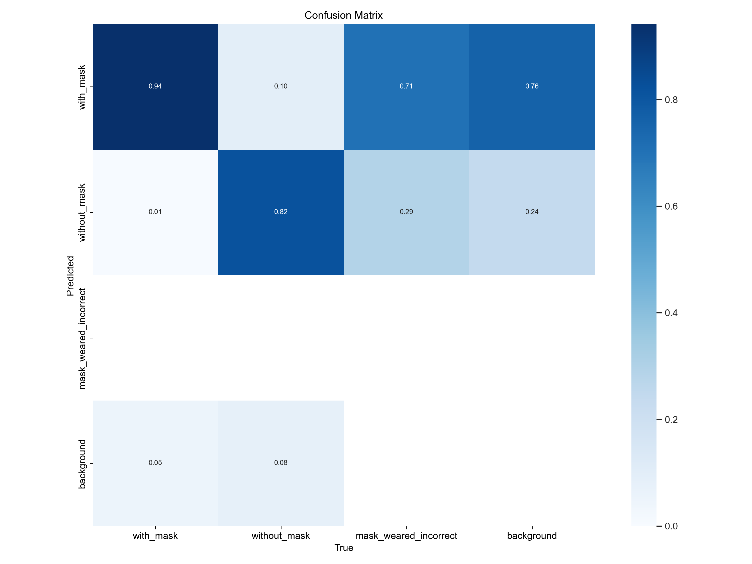 Confusion Matrix
with_mask
0.94
0.10
0.71
0.76
0.8
without_mask
0.01
0.82
0.29
0.24
0.6
Predicted
mask_weared_incorrect
0.4
0.2
background
0.05
0.08
0.0
with_mask
without_mask
mask_weared_incorrect
background
True